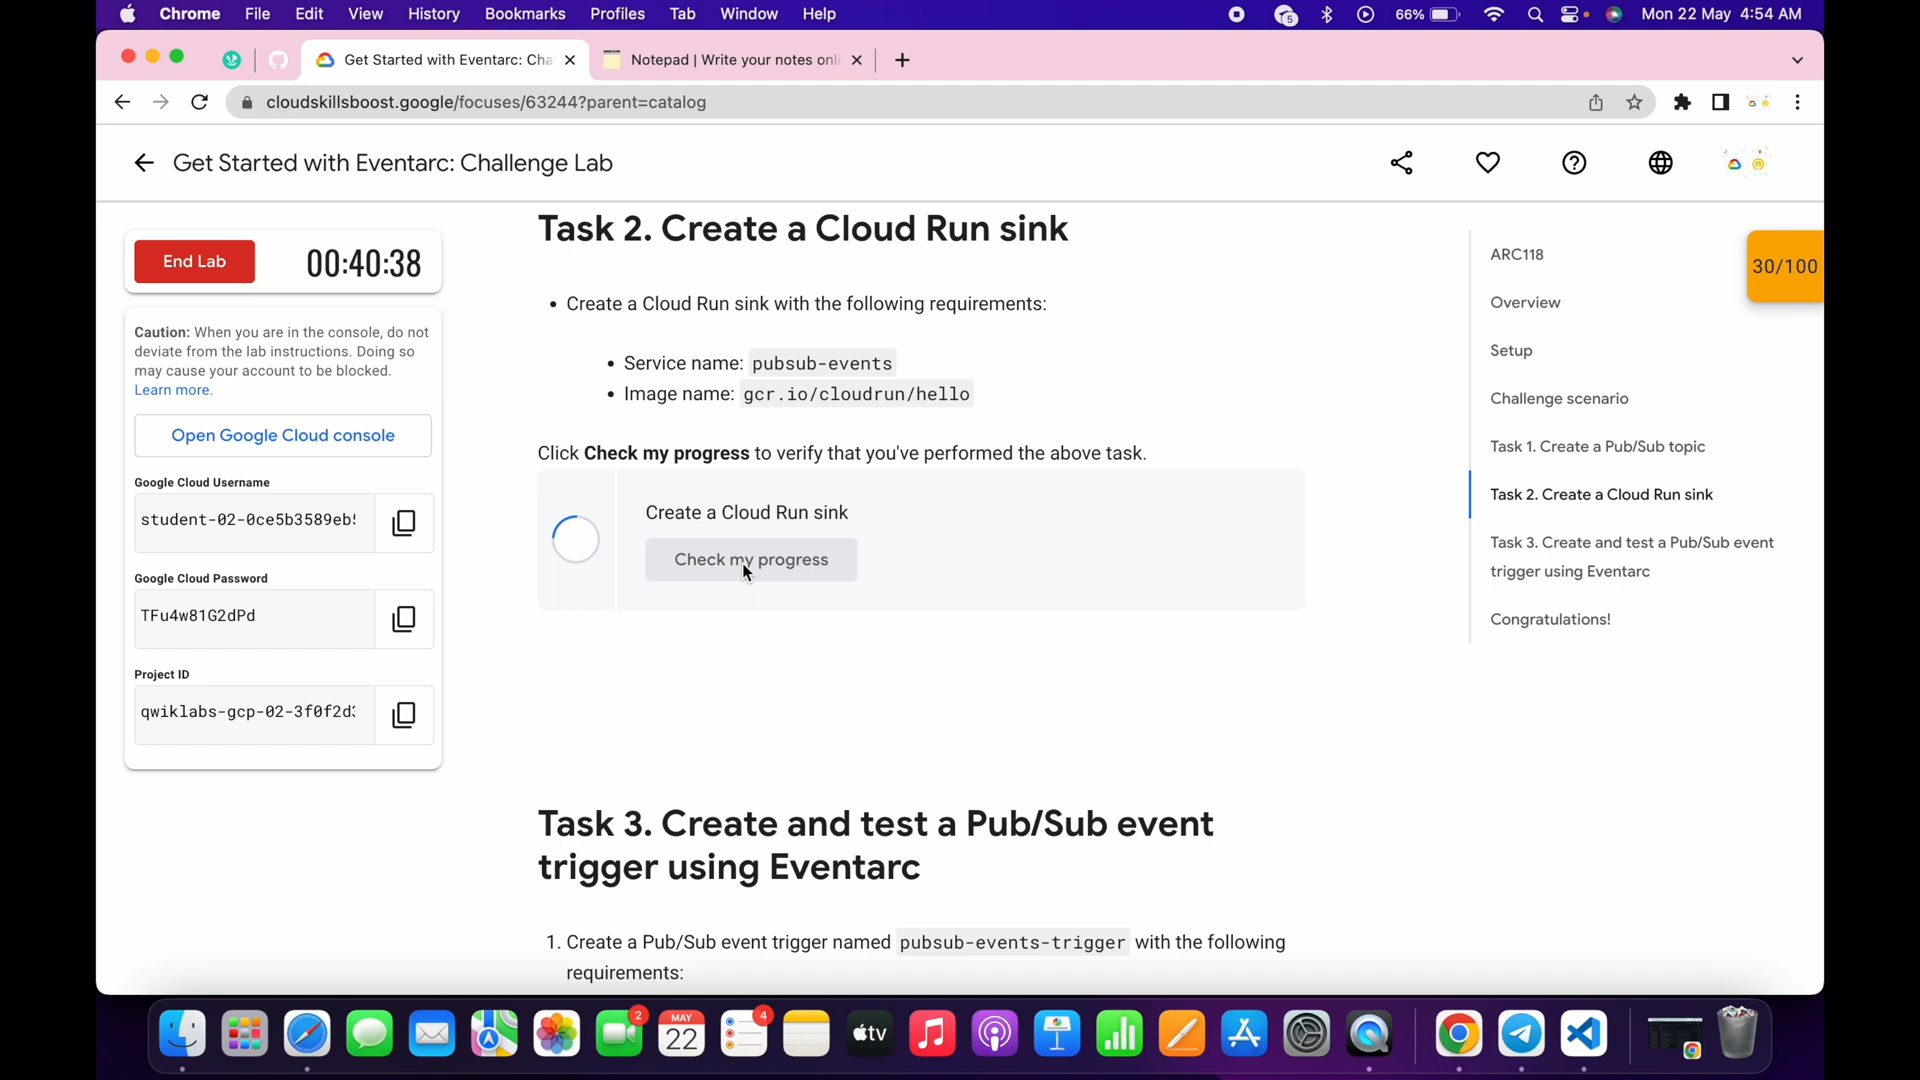 Chrome File Edit View History Bookmarks Profiles Tab Window Help
5 66% Mon 22 May 4:54 AM
Get Started with Eventarc: Cha
Notepad | Write your notes onli
cloudskillsboost.google/focuses/63244?parent=catalog
Get Started with Eventarc: Challenge Lab
End Lab 00:40:38
Caution: When you are in the console, do not
deviate from the lab instructions. Doing so
may cause your account to be blocked.
Learn more.
Open Google Cloud console
Google Cloud Username
student-02-0ce5b3589eb
Google Cloud Password
TFu4w81G2dPd
Project ID
qwiklabs-gcp-02-3f0f2d
Task 2. Create a Cloud Run sink
• Create a Cloud Run sink with the following requirements:
• Service name: pubsub-events
• Image name: gcr.io/cloudrun/hello
Click Check my progress to verify that you've performed the above task.
Create a Cloud Run sink
Check my progress
Task 3. Create and test a Pub/Sub event
trigger using Eventarc
1. Create a Pub/Sub event trigger named pubsub-events-trigger with the following
requirements:
ARC118
Overview
Setup
Challenge scenario
Task 1. Create a Pub/Sub topic
Task 2. Create a Cloud Run sink
Task 3. Create and test a Pub/Sub event
trigger using Eventarc
Congratulations!
30/100
2
MAY
22
4
tv